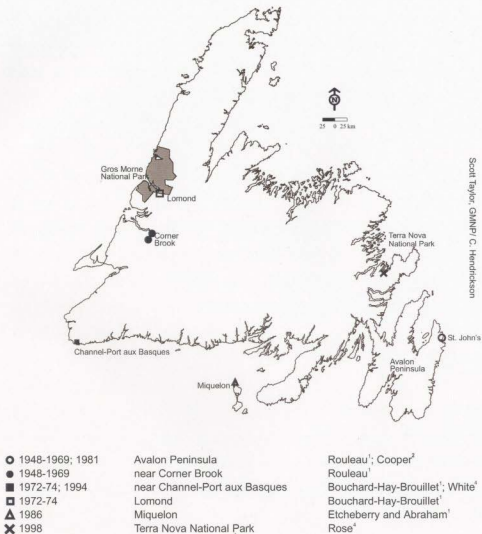 N
25 0 25 km
Gros Morne
National Park
Lomond
Corner
Brook
Terra Nova
National Park
St. John's
Avalon
Peninsula
Channel-Port aux Basques
Miquelon
Scott Taylor, GMNP/ C. Hendrickson
1948-1969; 1981 Avalon Peninsula Rouleau¹; Cooper²
1948-1969 near Corner Brook Rouleau¹
1972-74; 1994 near Channel-Port aux Basques Bouchard-Hay-Brouillet¹; White⁵
1972-74 Lomond Bouchard-Hay-Brouillet¹
1986 Miquelon Etcheberry and Abraham¹
1998 Terra Nova National Park Rose⁴